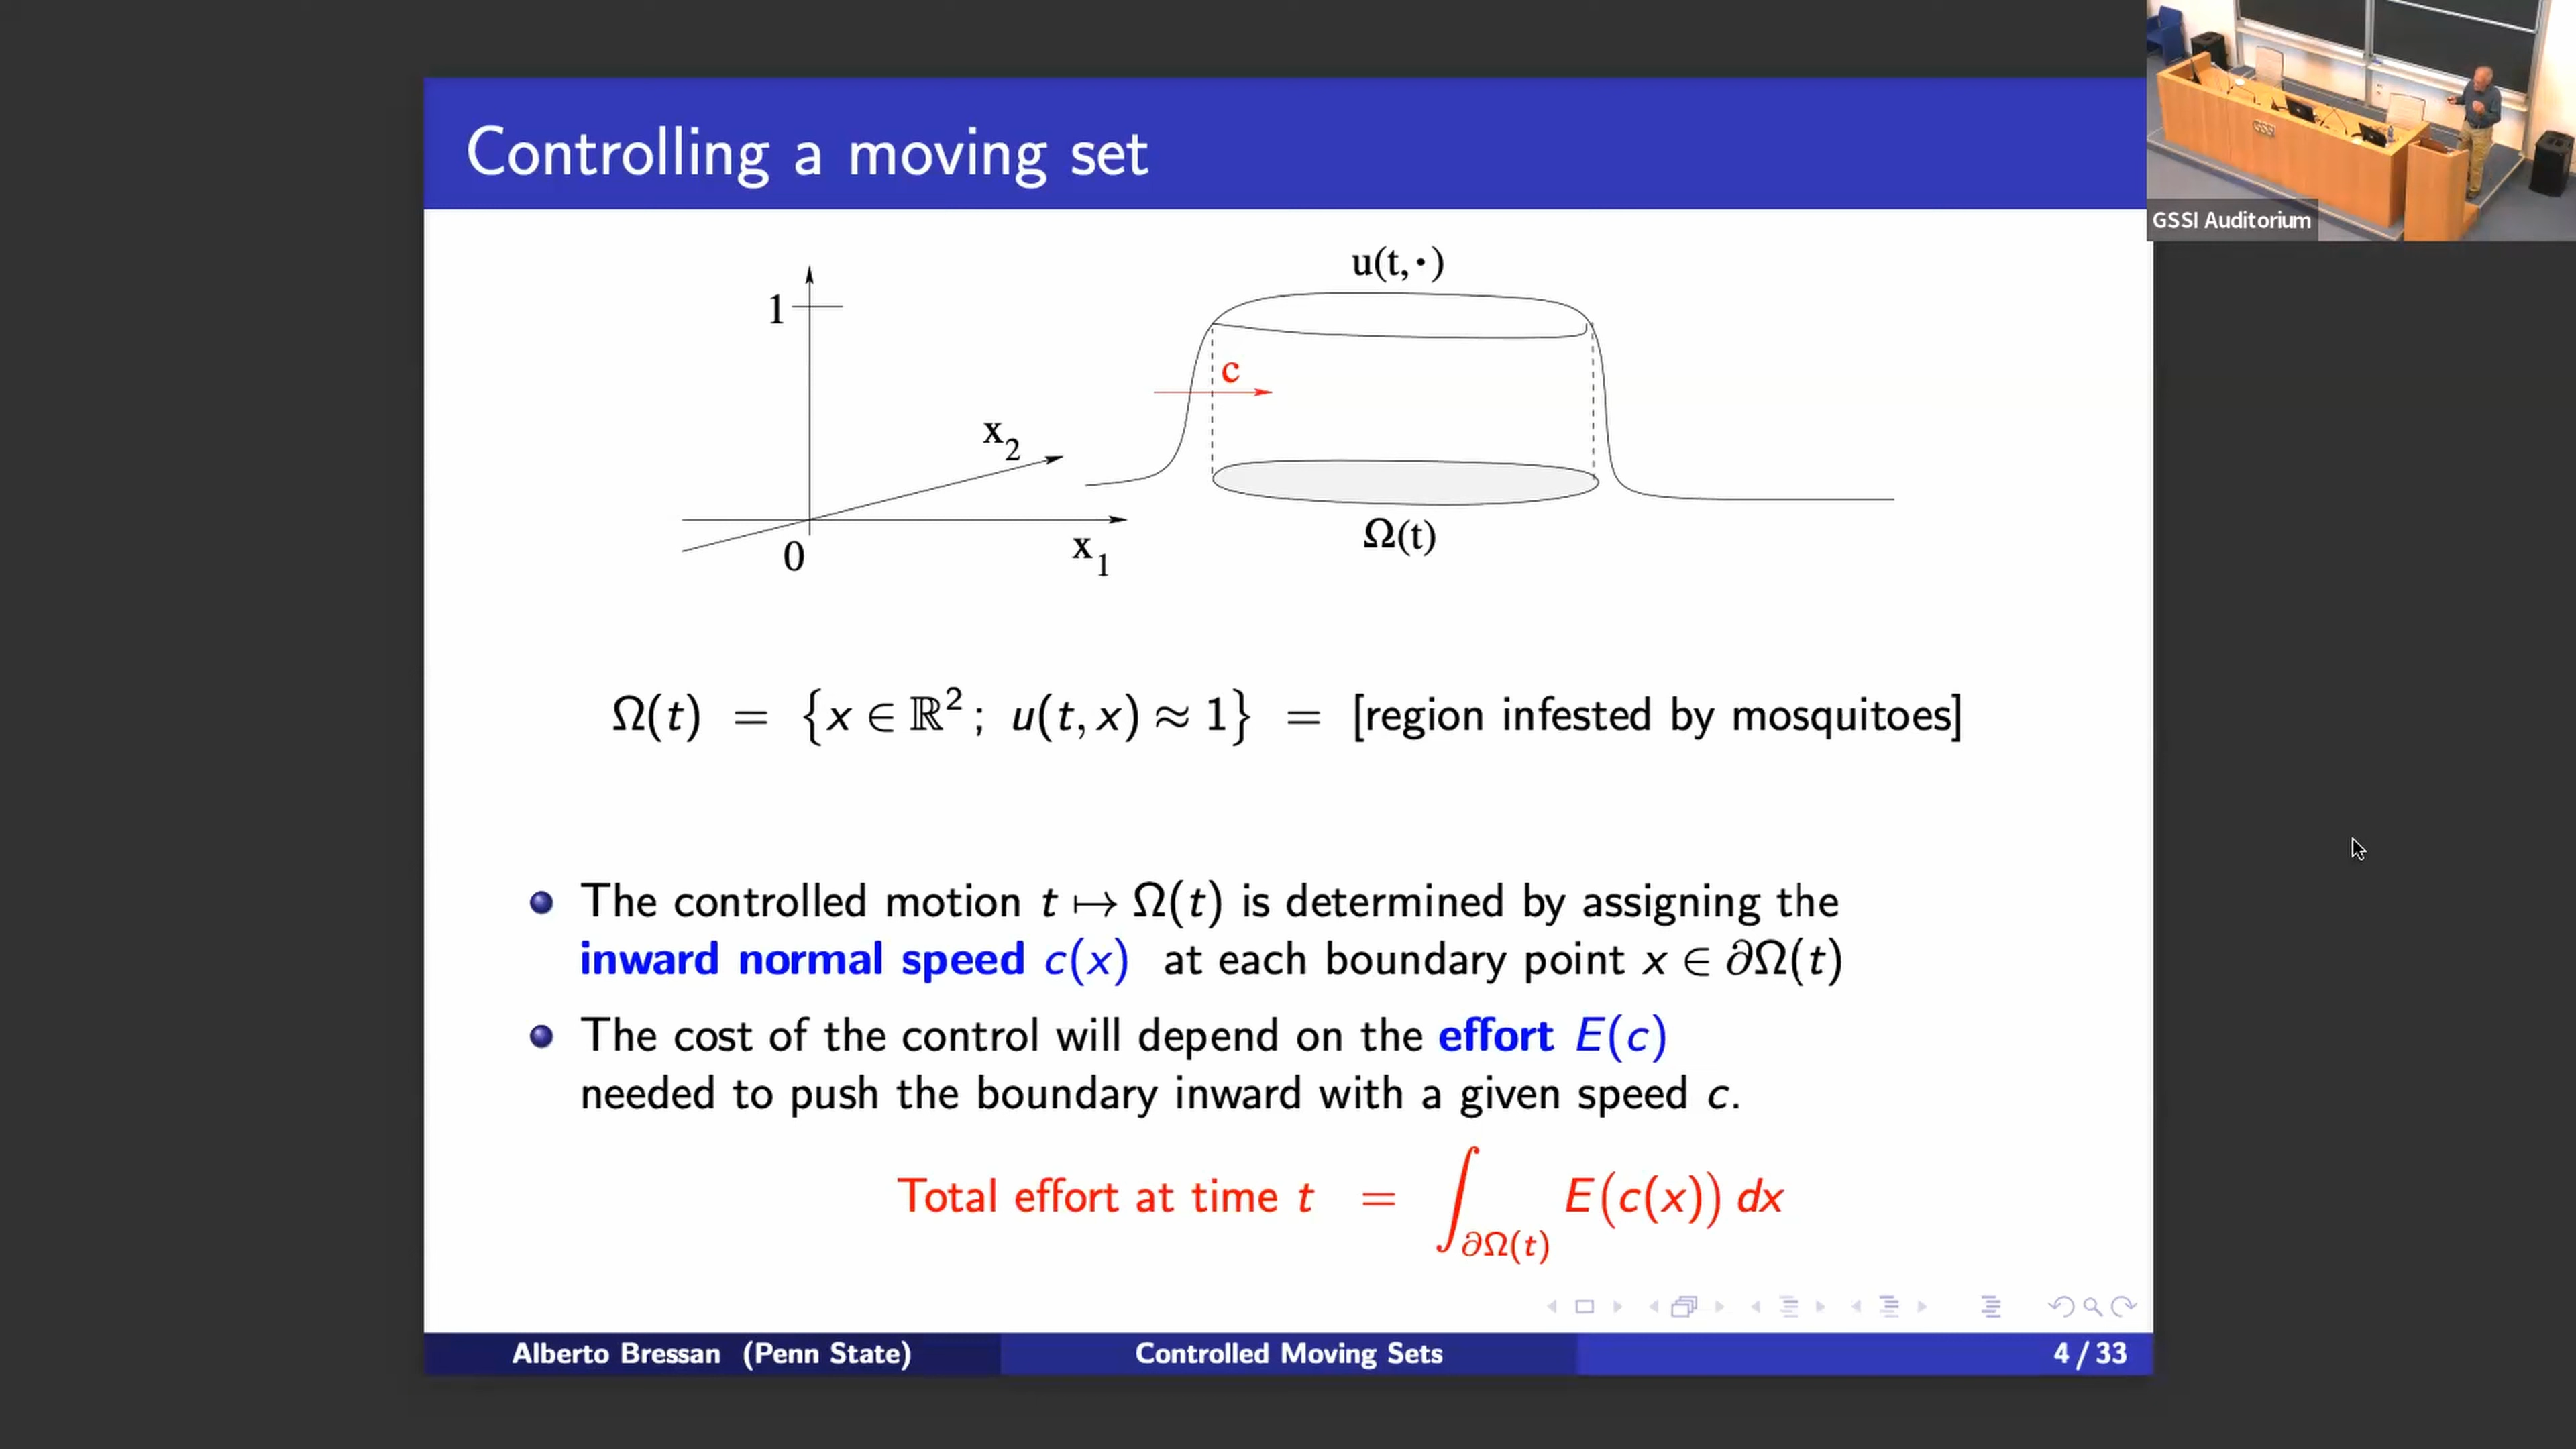 Controlling a moving set
GSSI Auditorium
GSSI
u(t,·)
1
c
x₂
0
x₁
Ω(t)
Ω(t) = {x ∈ ℝ²; u(t, x) ≈ 1} = [region infested by mosquitoes]
The controlled motion t ↦ Ω(t) is determined by assigning the
inward normal speed c(x) at each boundary point x ∈ ∂Ω(t)
The cost of the control will depend on the effort E(c)
needed to push the boundary inward with a given speed c.
Total effort at time t = ∫_{∂Ω(t)} E(c(x)) dx
Alberto Bressan (Penn State)
Controlled Moving Sets
4 / 33